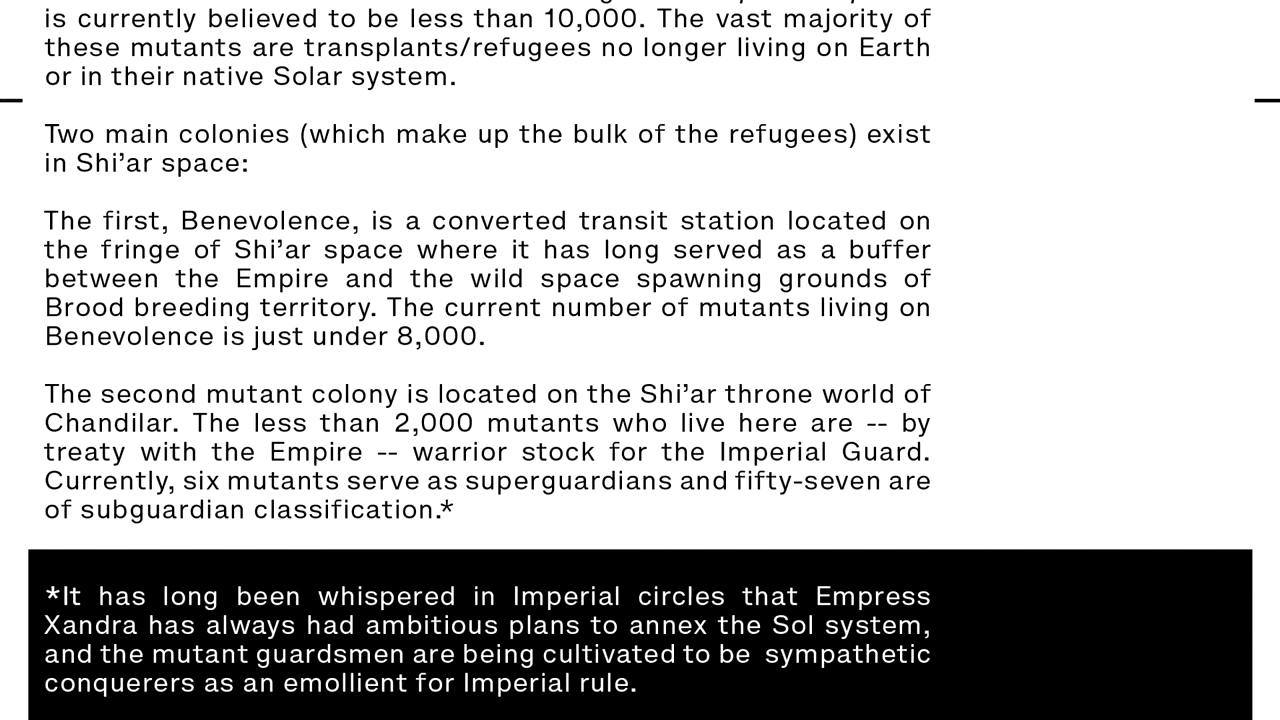 is currently believed to be less than 10,000. The vast majority of
these mutants are transplants/refugees no longer living on Earth
or in their native Solar system.
Two main colonies (which make up the bulk of the refugees) exist
in Shi’ar space:
The first, Benevolence, is a converted transit station located on
the fringe of Shi’ar space where it has long served as a buffer
between the Empire and the wild space spawning grounds of
Brood breeding territory. The current number of mutants living on
Benevolence is just under 8,000.
The second mutant colony is located on the Shi’ar throne world of
Chandilar. The less than 2,000 mutants who live here are -- by
treaty with the Empire -- warrior stock for the Imperial Guard.
Currently, six mutants serve as superguardians and fifty-seven are
of subguardian classification.*
*It has long been whispered in Imperial circles that Empress
Xandra has always had ambitious plans to annex the Sol system,
and the mutant guardsmen are being cultivated to be sympathetic
conquerers as an emollient for Imperial rule.